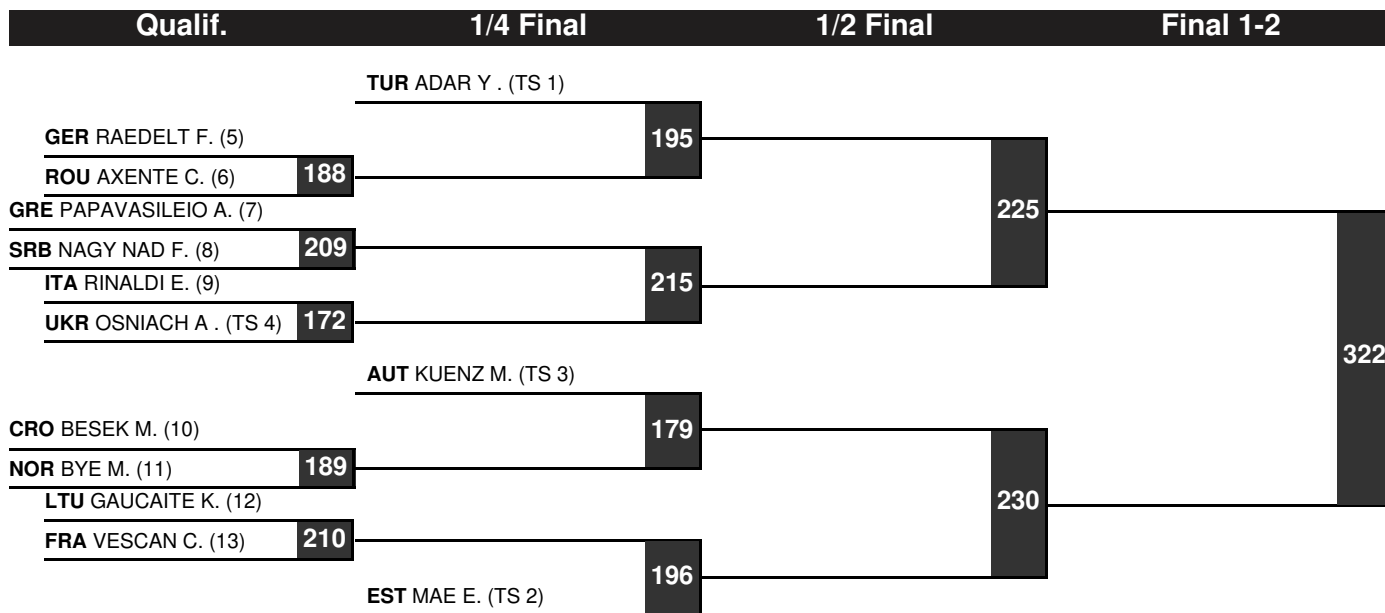 Qualif. 1/4 Final 1/2 Final Final 1-2
TUR ADAR Y . (TS 1)
195
GER RAEDELT F. (5)
188
ROU AXENTE C. (6)
GRE PAPAVASILEIO A. (7)
225
209
SRB NAGY NAD F. (8)
215
ITA RINALDI E. (9)
172
UKR OSNIACH A . (TS 4)
322
AUT KUENZ M. (TS 3)
179
CRO BESEK M. (10)
189
NOR BYE M. (11)
LTU GAUCAITE K. (12)
230
210
FRA VESCAN C. (13)
196
EST MAE E. (TS 2)